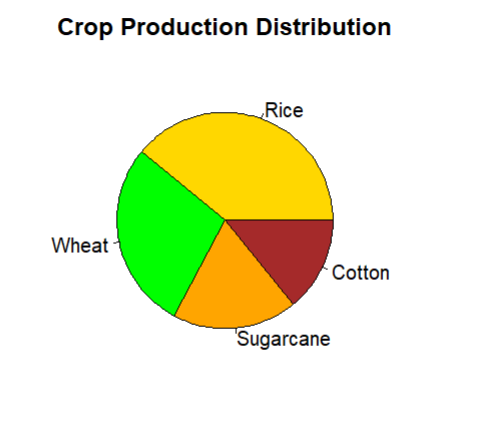 Crop Production Distribution
Rice
Wheat
Cotton
Sugarcane